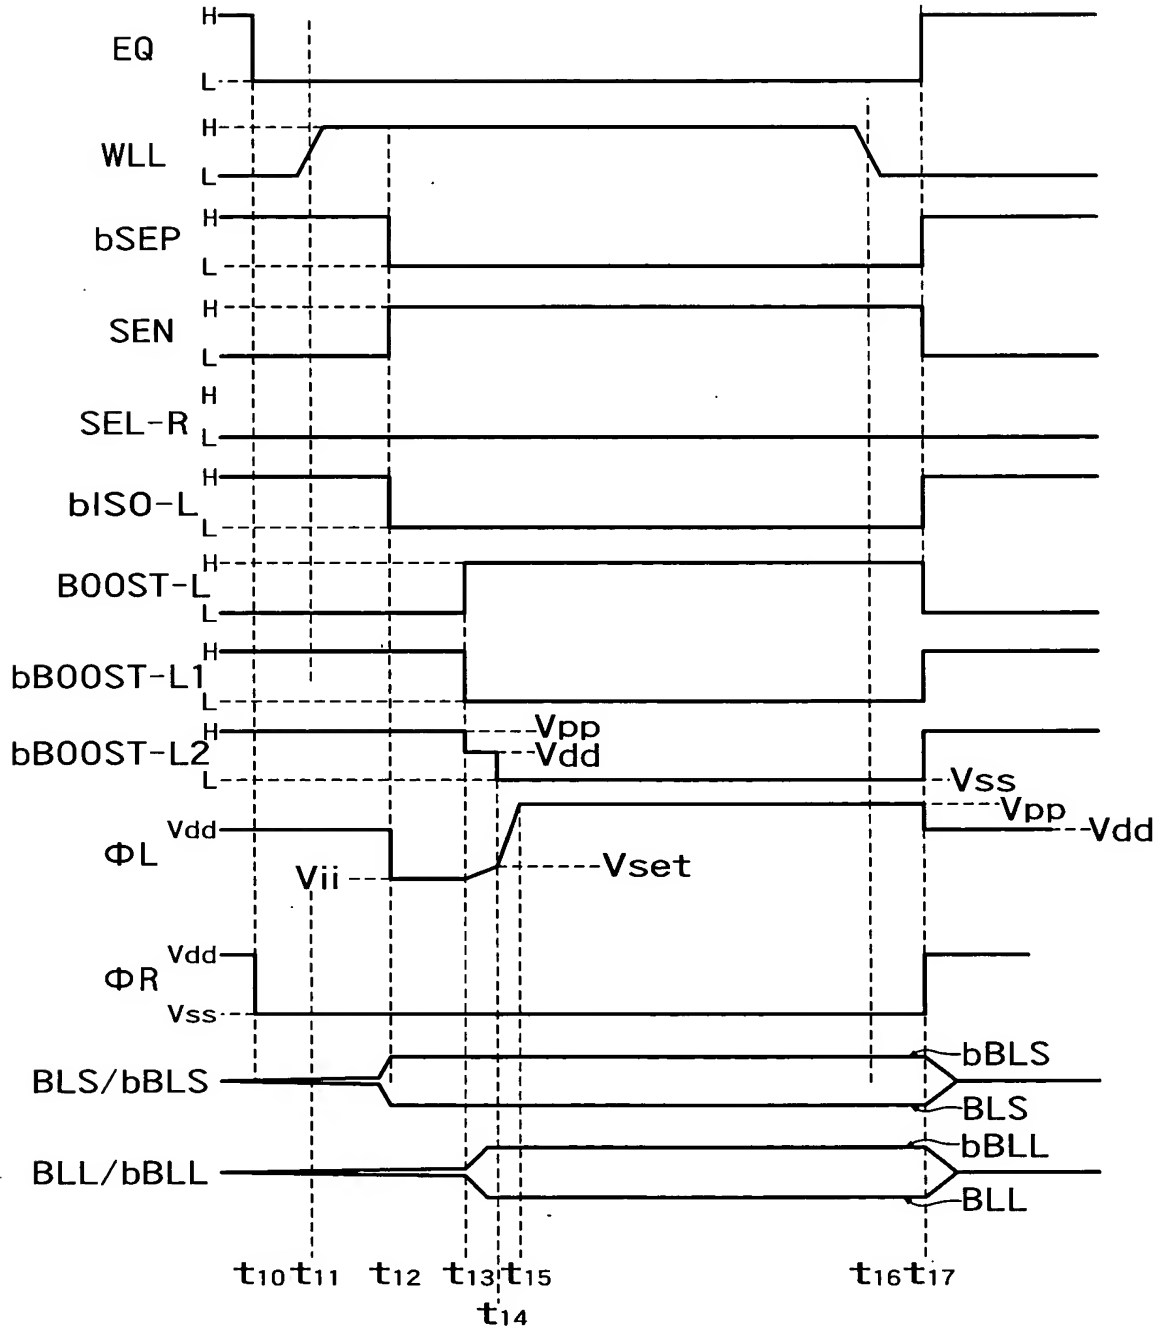 H
EQ
L
H
WLL
L
H
bSEP
L
H
SEN
L
H
SEL-R
L
H
bISO-L
L
H
BOOST-L
L
H
bBOOST-L1
L
H
Vpp
bBOOST-L2
Vdd
L
Vss
Vpp
Vdd
Vdd
ΦL
Vset
Vii
Vdd
ΦR
Vss
bBLS
BLS/bBLS
BLS
bBLL
BLL/bBLL
BLL
t10 t11 t12 t13 t15 t16 t17
t14